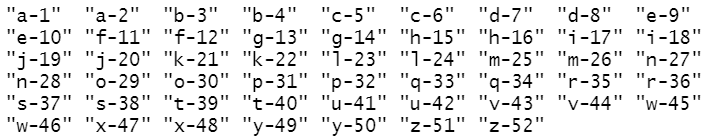 "a-1" "a-2" "b-3" "b-4" "c-5" "c-6" "d-7" "d-8" "e-9"
"e-10" "f-11" "f-12" "g-13" "g-14" "h-15" "h-16" "i-17" "i-18"
"j-19" "j-20" "k-21" "k-22" "l-23" "l-24" "m-25" "m-26" "n-27"
"n-28" "o-29" "o-30" "p-31" "p-32" "q-33" "q-34" "r-35" "r-36"
"s-37" "s-38" "t-39" "t-40" "u-41" "u-42" "v-43" "v-44" "w-45"
"w-46" "x-47" "x-48" "y-49" "y-50" "z-51" "z-52"